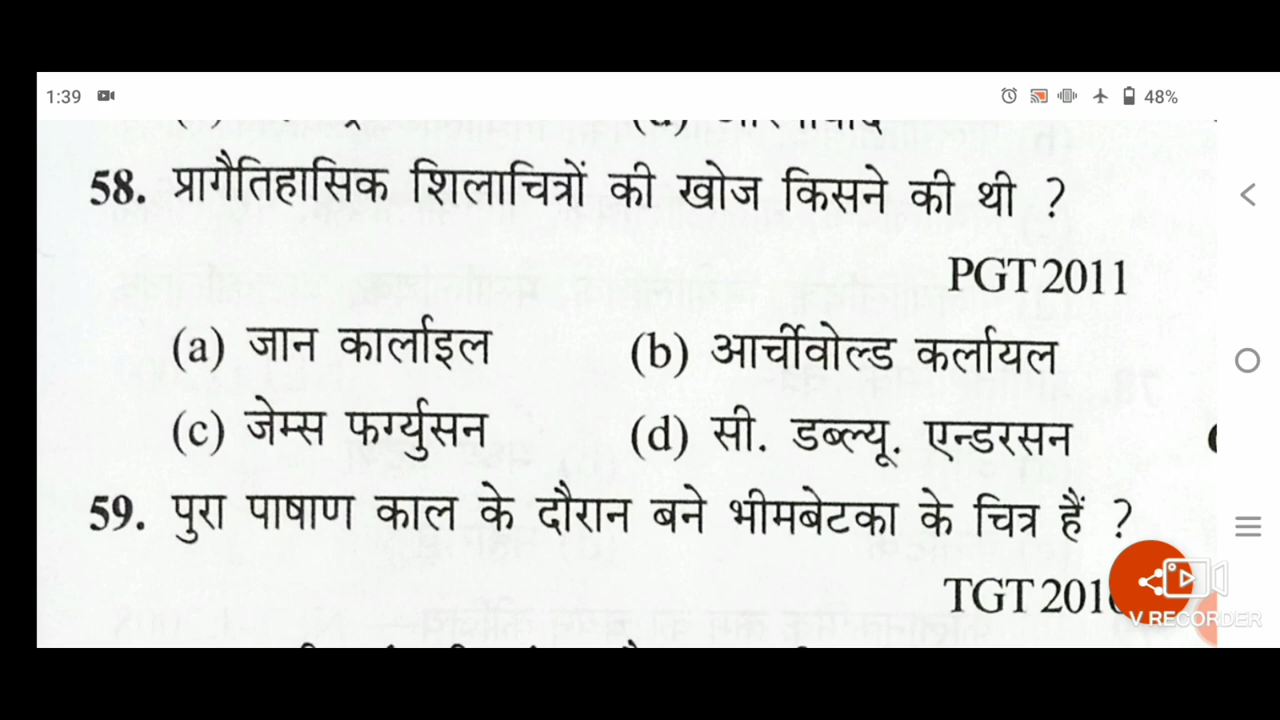 1:39 48%
58. प्रागैतिहासिक शिलाचित्रों की खोज किसने की थी ?
PGT 2011
(a) जान कार्लाइल (b) आर्चीवोल्ड कर्लायल
(c) जेम्स फर्ग्युसन (d) सी. डब्ल्यू. एन्डरसन
59. पुरा पाषाण काल के दौरान बने भीमबेटका के चित्र हैं ?
TGT
V RECORDER